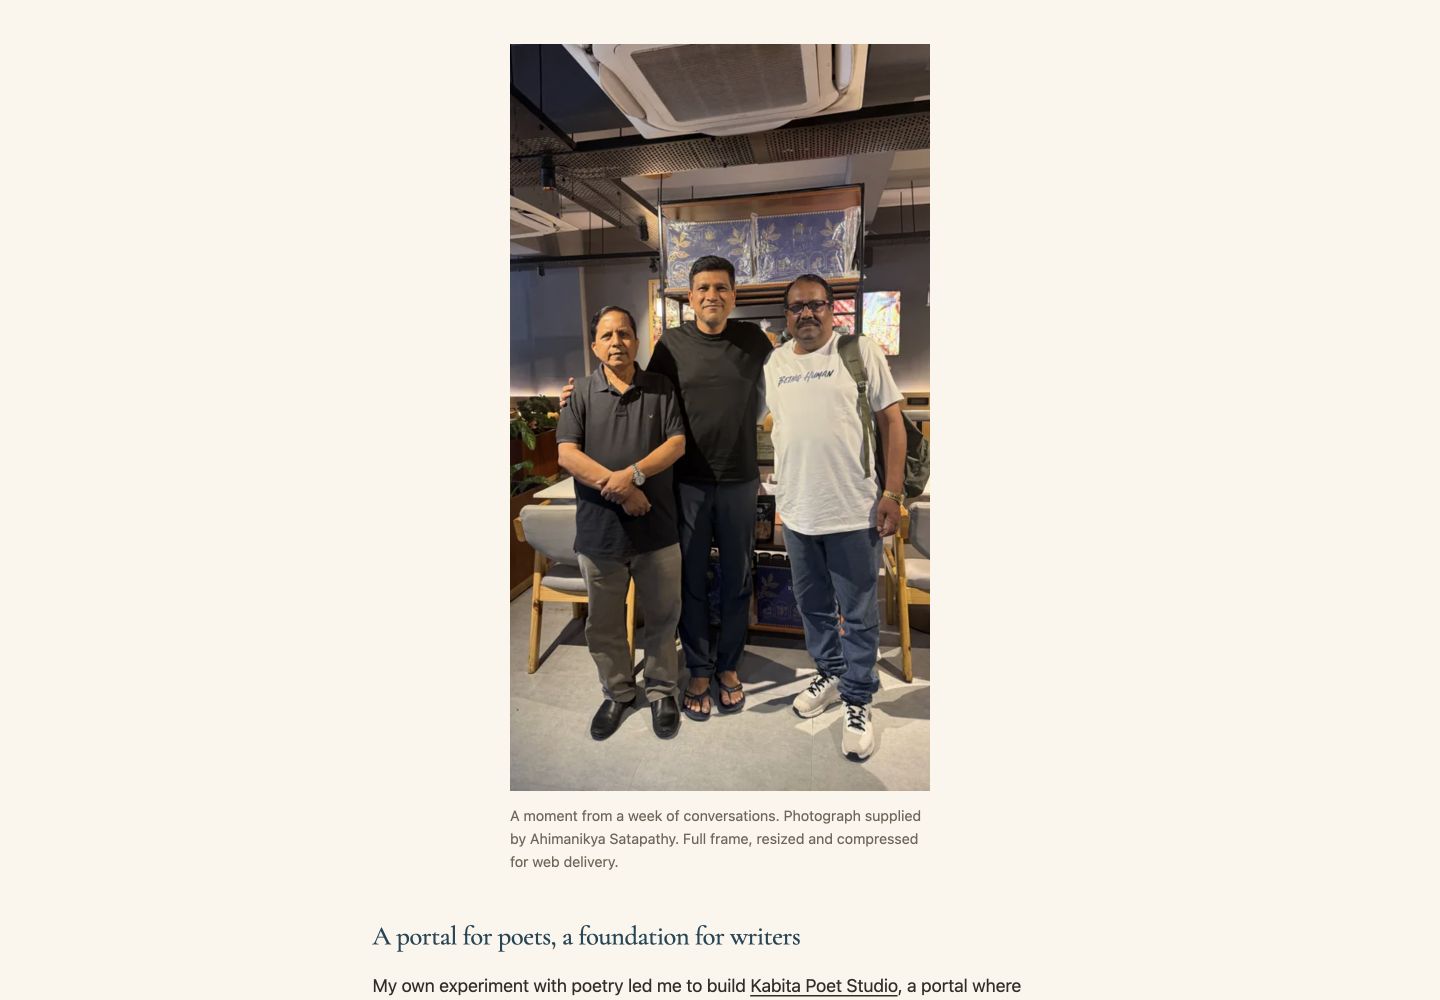 BEING HUMAN
A moment from a week of conversations. Photograph supplied
by Ahimanikya Satapathy. Full frame, resized and compressed
for web delivery.
A portal for poets, a foundation for writers
My own experiment with poetry led me to build Kabita Poet Studio, a portal where